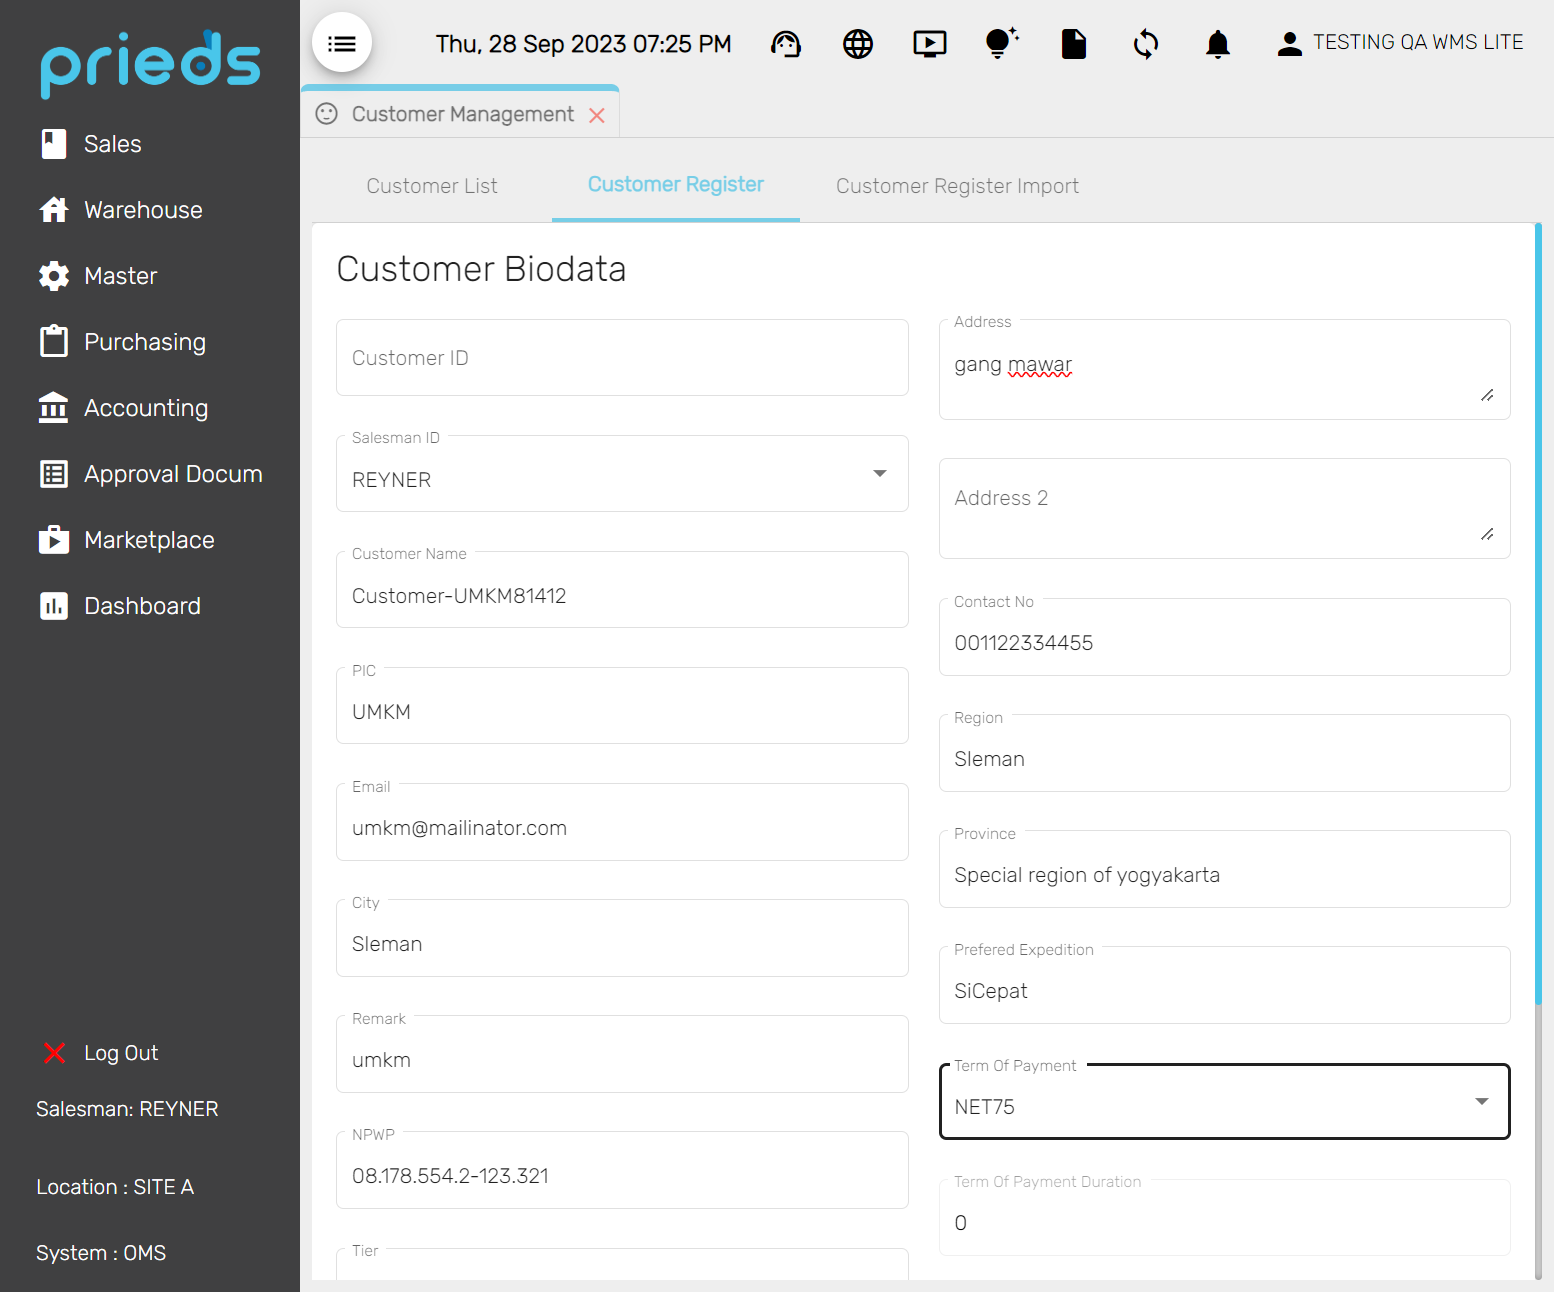 prieds
Sales
Warehouse
Master
Purchasing
Accounting
Approval Docum
Marketplace
Dashboard
Log Out
Salesman: REYNER
Location : SITE A
System : OMS
Thu, 28 Sep 2023 07:25 PM
TESTING QA WMS LITE
Customer Management
Customer List
Customer Register
Customer Register Import
Customer Biodata
Customer ID
Salesman ID
REYNER
Customer Name
Customer-UMKM81412
PIC
UMKM
Email
umkm@mailinator.com
City
Sleman
Remark
umkm
NPWP
08.178.554.2-123.321
Tier
Address
gang mawar
Address 2
Contact No
001122334455
Region
Sleman
Province
Special region of yogyakarta
Prefered Expedition
SiCepat
Term Of Payment
NET75
Term Of Payment Duration
0